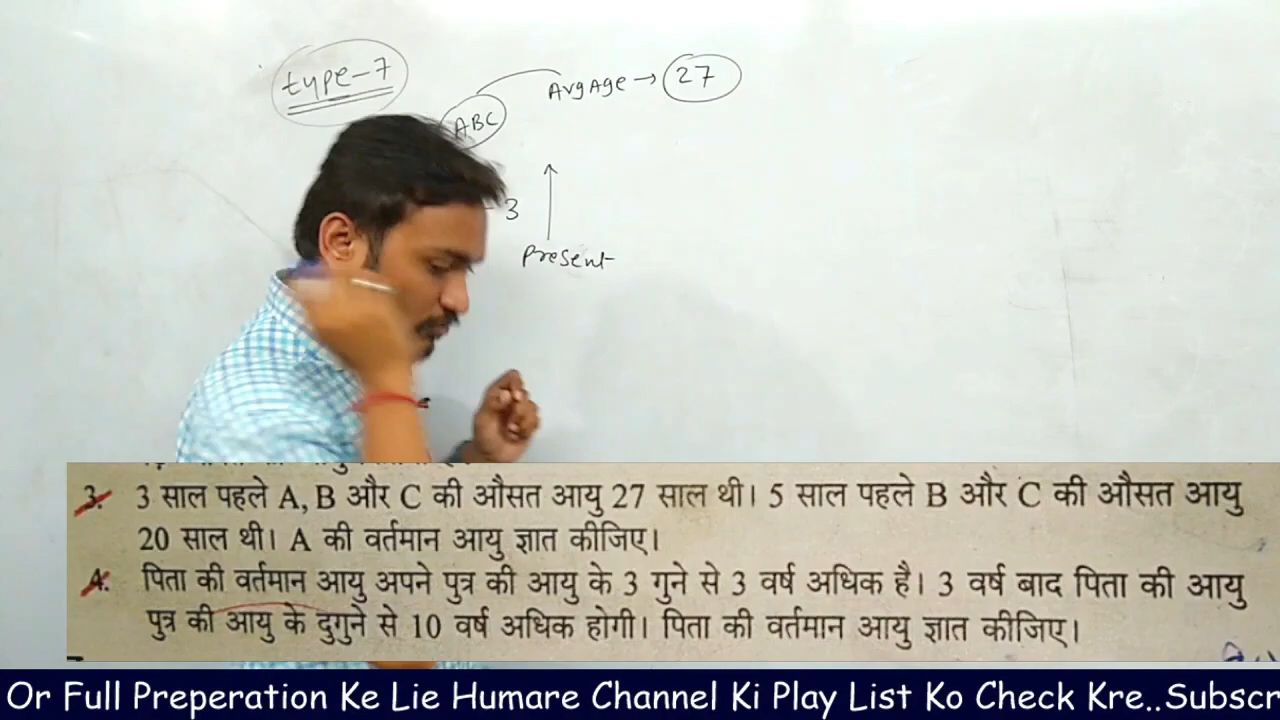 type-7
ABC
AvgAge → 27
3
Present
3. 3 साल पहले A, B और C की औसत आयु 27 साल थी। 5 साल पहले B और C की औसत आयु
20 साल थी। A की वर्तमान आयु ज्ञात कीजिए।
4. पिता की वर्तमान आयु अपने पुत्र की आयु के 3 गुने से 3 वर्ष अधिक है। 3 वर्ष बाद पिता की आयु
पुत्र की आयु के दुगुने से 10 वर्ष अधिक होगी। पिता की वर्तमान आयु ज्ञात कीजिए।
Or Full Preperation Ke Lie Humare Channel Ki Play List Ko Check Kre..Subscr